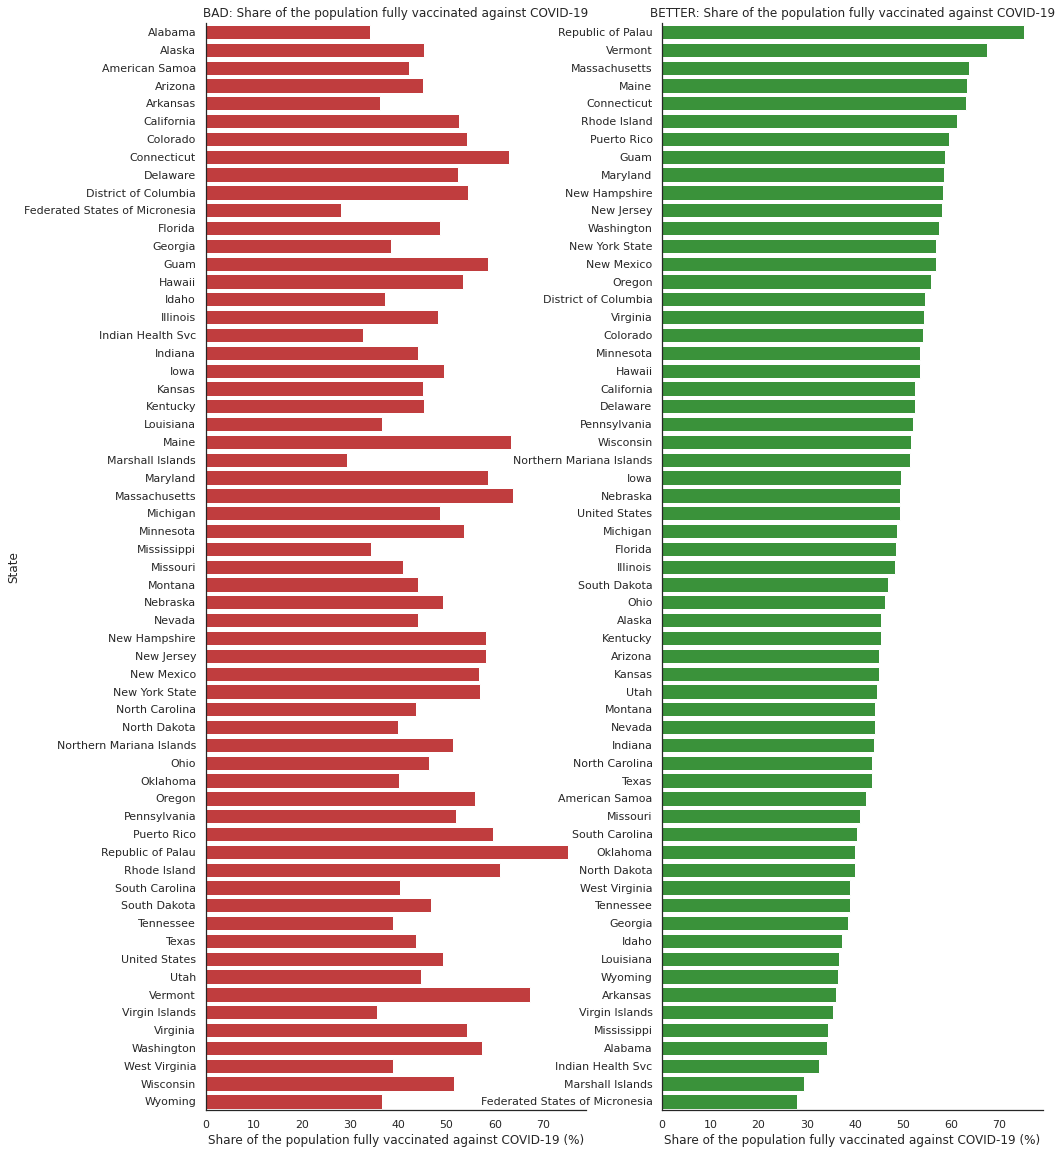 BAD: Share of the population fully vaccinated against COVID-19
Alabama
Alaska
American Samoa
Arizona
Arkansas
California
Colorado
Connecticut
Delaware
District of Columbia
Federated States of Micronesia
Florida
Georgia
Guam
Hawaii
Idaho
Illinois
Indian Health Svc
Indiana
Iowa
Kansas
Kentucky
Louisiana
Maine
Marshall Islands
Maryland
Massachusetts
Michigan
Minnesota
Mississippi
Missouri
Montana
Nebraska
Nevada
New Hampshire
New Jersey
New Mexico
New York State
North Carolina
North Dakota
Northern Mariana Islands
Ohio
Oklahoma
Oregon
Pennsylvania
Puerto Rico
Republic of Palau
Rhode Island
South Carolina
South Dakota
Tennessee
Texas
United States
Utah
Vermont
Virgin Islands
Virginia
Washington
West Virginia
Wisconsin
Wyoming
State
0 10 20 30 40 50 60 70
Share of the population fully vaccinated against COVID-19 (%)
BETTER: Share of the population fully vaccinated against COVID-19
Republic of Palau
Vermont
Massachusetts
Maine
Connecticut
Rhode Island
Puerto Rico
Guam
Maryland
New Hampshire
New Jersey
Washington
New York State
New Mexico
Oregon
District of Columbia
Virginia
Colorado
Minnesota
Hawaii
California
Delaware
Pennsylvania
Wisconsin
Northern Mariana Islands
Iowa
Nebraska
United States
Michigan
Florida
Illinois
South Dakota
Ohio
Alaska
Kentucky
Arizona
Kansas
Utah
Montana
Nevada
Indiana
North Carolina
Texas
American Samoa
Missouri
South Carolina
Oklahoma
North Dakota
West Virginia
Tennessee
Georgia
Idaho
Louisiana
Wyoming
Arkansas
Virgin Islands
Mississippi
Alabama
Indian Health Svc
Marshall Islands
Federated States of Micronesia
0 10 20 30 40 50 60 70
Share of the population fully vaccinated against COVID-19 (%)